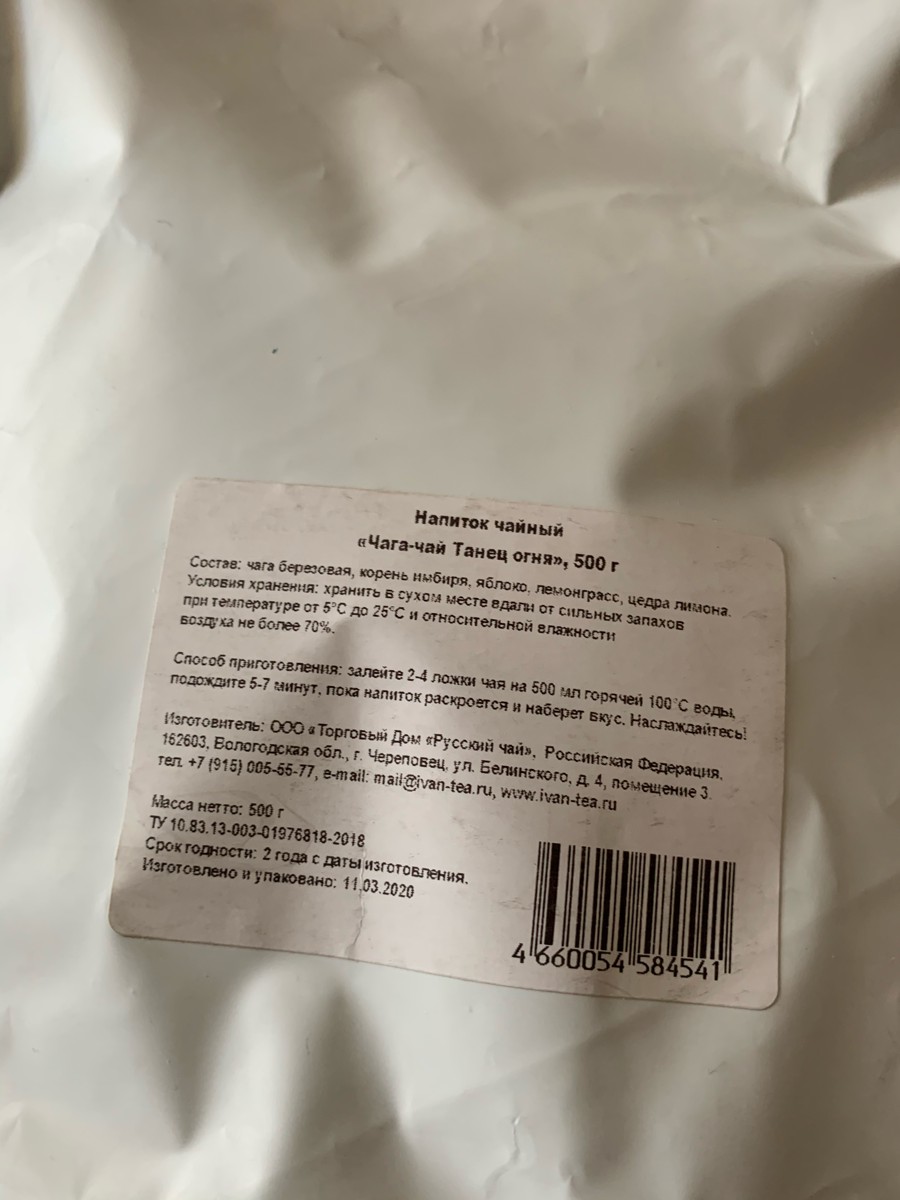 Напиток чайный
«Чага-чай Танец огня», 500 г
Состав: чага березовая, корень имбиря, яблоко, лемонграсс, цедра лимона.
Условия хранения: хранить в сухом месте вдали от сильных запахов
при температуре от 5°С до 25°С и относительной влажности
воздуха не более 70%.
Способ приготовления: залейте 2-4 ложки чая на 500 мл горячей 100°С воды,
подождите 5-7 минут, пока напиток раскроется и наберет вкус. Наслаждайтесь!
Изготовитель: ООО «Торговый Дом «Русский чай», Российская Федерация,
162603, Вологодская обл., г. Череповец, ул. Белинского, д. 4, помещение 3.
тел. +7 (915) 005-55-77, e-mail: mail@ivan-tea.ru, www.ivan-tea.ru
Масса нетто: 500 г
ТУ 10.83.13-003-01976818-2018
Срок годности: 2 года с даты изготовления.
Изготовлено и упаковано: 11.03.2020
4 660054 584541